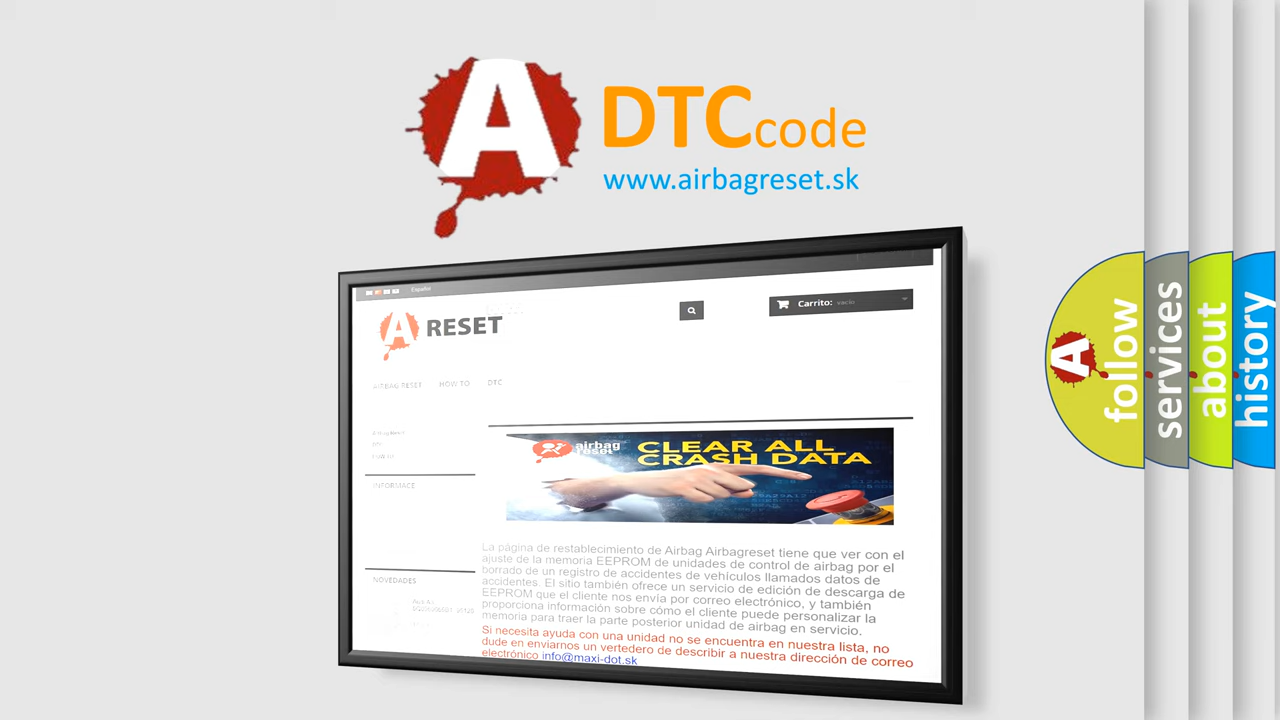 A DTC code
www.airbagreset.sk
Español
A RESET
Carrito: vacío
AIRBAG RESET HOW TO DTC
airbag
reset
CLEAR ALL
CRASH DATA
INFORMACE
NOVEDADES
La página de restablecimiento de Airbag Airbagreset tiene que ver con el
ajuste de la memoria EEPROM de unidades de control de airbag por el
borrado de un registro de accidentes de vehículos llamados datos de
accidentes. El sitio también ofrece un servicio de edición de descarga de
EEPROM que el cliente nos envía por correo electrónico, y también
proporciona información sobre cómo el cliente puede personalizar la
memoria para traer la parte posterior unidad de airbag en servicio.
Si necesita ayuda con una unidad no se encuentra en nuestra lista, no
dude en enviarnos un vertedero de describir a nuestra dirección de correo
electrónico info@maxi-dot.sk
A
follow
services
about
history